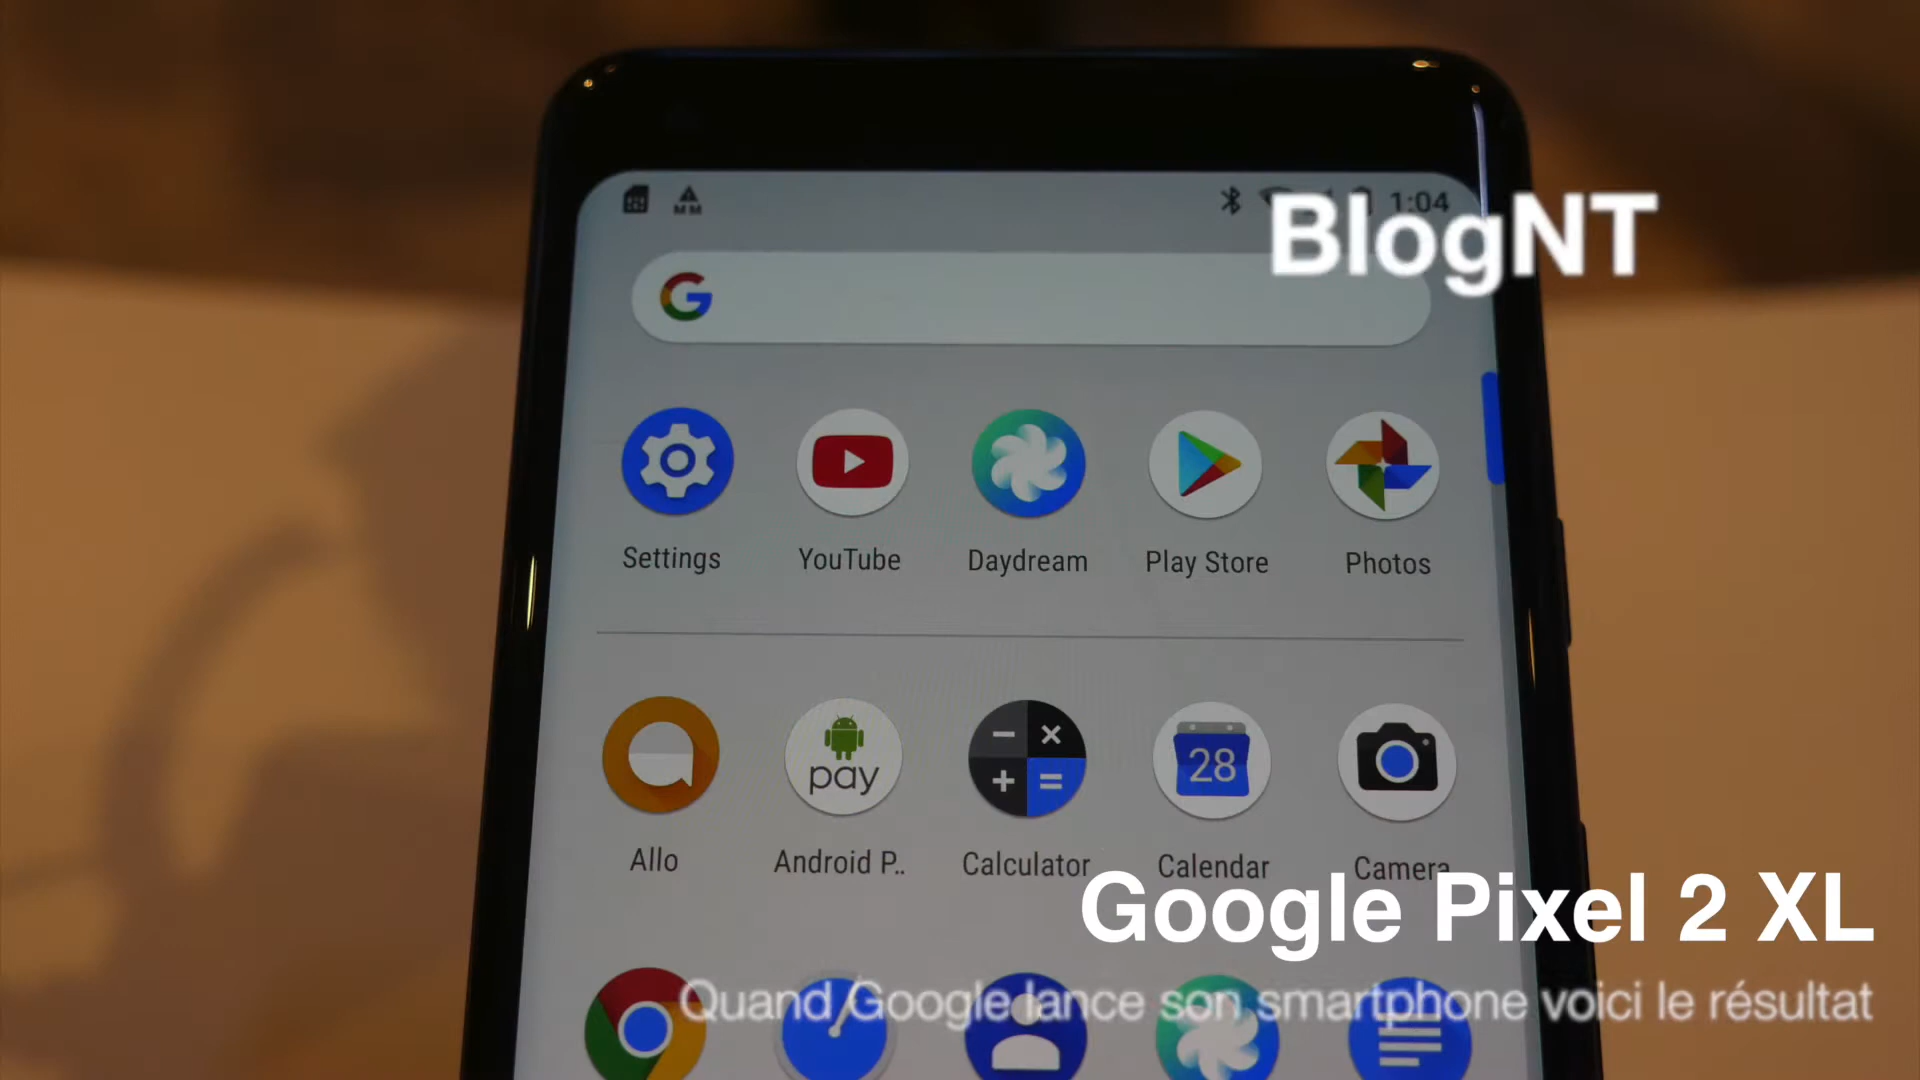 1:04
BlogNT
G
Settings YouTube Daydream Play Store Photos
pay
28
Allo Android P.. Calculator Calendar Camera
Google Pixel 2 XL
Quand Google lance son smartphone voici le résultat